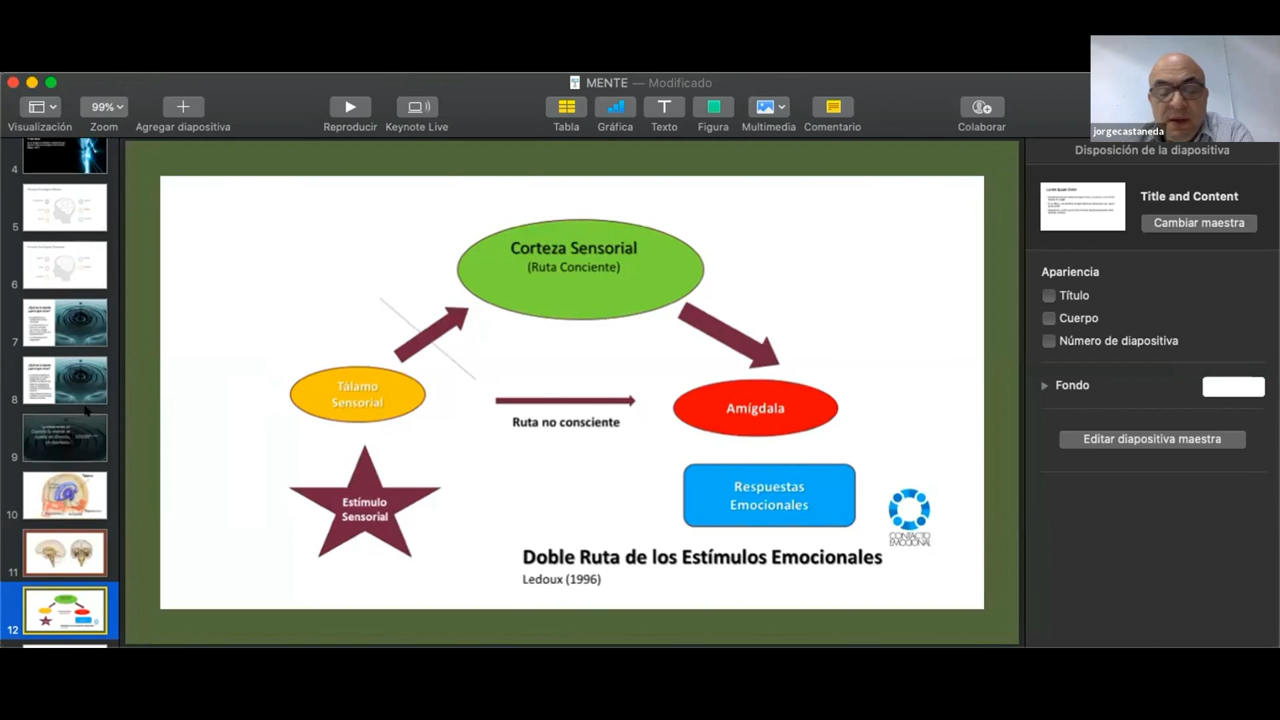 MENTE — Modificado
Visualización
99%
Zoom
Agregar diapositiva
Reproducir
Keynote Live
Tabla
Gráfica
Texto
Figura
Multimedia
Comentario
Colaborar
jorgecastaneda
4
5
6
7
8
9
10
11
12
Corteza Sensorial
(Ruta Conciente)
Tálamo
Sensorial
Ruta no consciente
Amígdala
Estímulo
Sensorial
Respuestas
Emocionales
CONTACTO
EMOCIONAL
Doble Ruta de los Estímulos Emocionales
Ledoux (1996)
Disposición de la diapositiva
Title and Content
Cambiar maestra
Apariencia
Título
Cuerpo
Número de diapositiva
Fondo
Editar diapositiva maestra